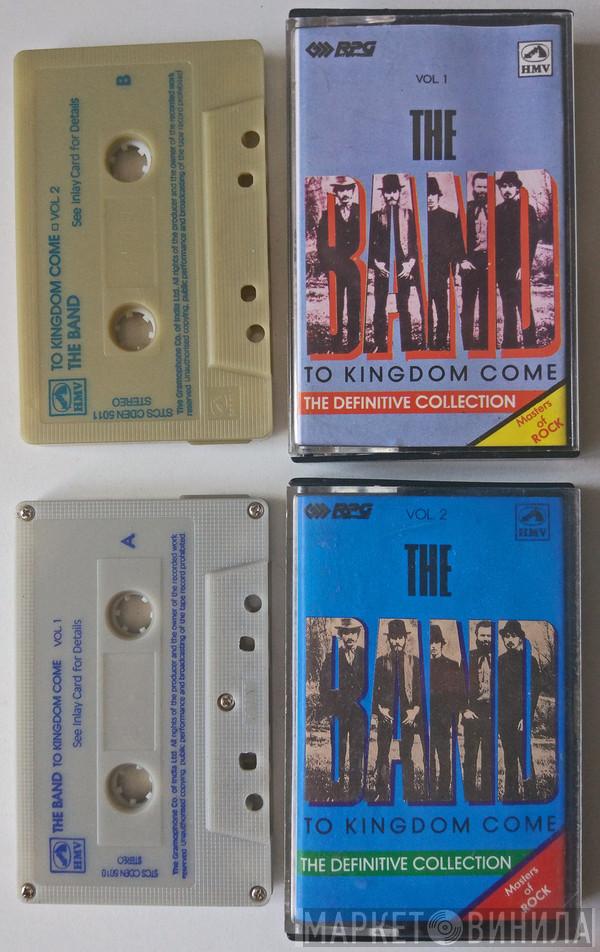 B
TO KINGDOM COME □ VOL 2
THE BAND
See Inlay Card for Details
HMV
STCS CDEN 5011
STEREO
The Gramophone Co. of India Ltd. All rights of the producer and the owner of the recorded work
reserved. Unauthorised copying, public performance and broadcasting of the tape record prohibited
RPG
HMV
VOL 1
THE
BAND
TO KINGDOM COME
THE DEFINITIVE COLLECTION
Masters
of
ROCK
A
THE BAND TO KINGDOM COME VOL 1
See Inlay Card for Details
HMV
STCS CDEN 5010
STEREO
The Gramophone Co. of India Ltd. All rights of the producer and the owner of the recorded work
reserved. Unauthorised copying, public performance and broadcasting of the tape record prohibited
RPG
VOL. 2
HMV
THE
BAND
TO KINGDOM COME
THE DEFINITIVE COLLECTION
Masters
of
ROCK
МАРКЕТ ВИНИЛА